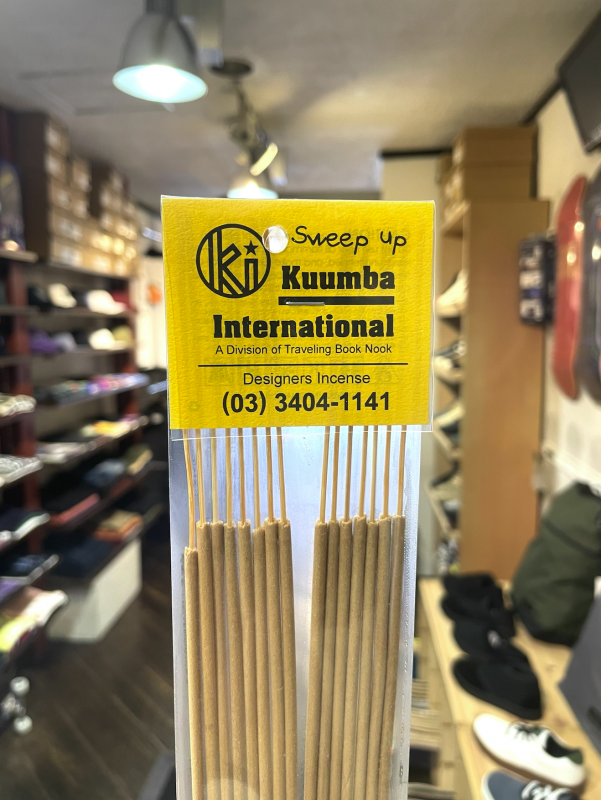 Ki Sweep up
Kuumba
International
A Division of Traveling Book Nook
Designers Incense
(03) 3404-1141